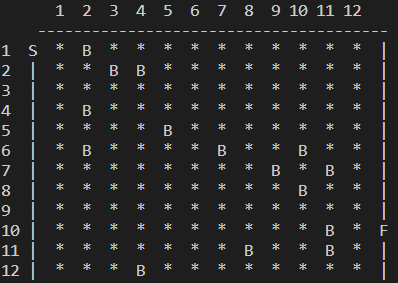 1 2 3 4 5 6 7 8 9 10 11 12
-----------------------------------
1 S * B * * * * * * * * * * |
2 | * * B B * * * * * * * * |
3 | * * * * * * * * * * * * |
4 | * B * * * * * * * * * * |
5 | * * * * B * * * * * * * |
6 | * B * * * * B * * B * * |
7 | * * * * * * * * B * B * |
8 | * * * * * * * * * B * * |
9 | * * * * * * * * * * * * |
10 | * * * * * * * * * * B * F
11 | * * * * * * * B * * B * |
12 | * * * B * * * * * * * * |